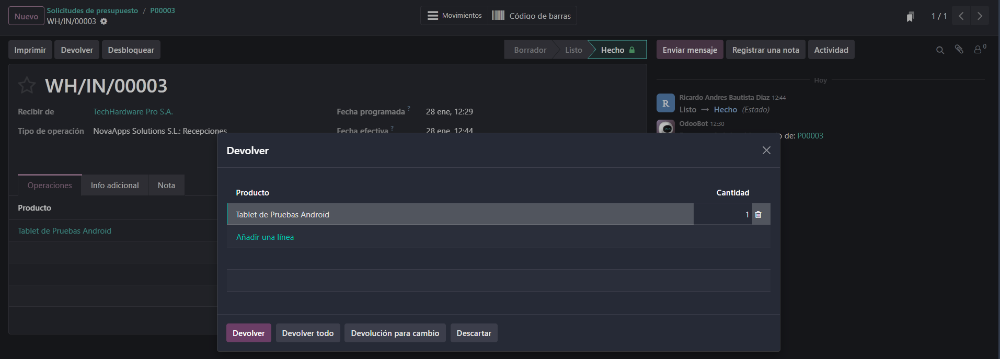 Nuevo
Solicitudes de presupuesto / P00003
WH/IN/00003
Movimientos
Código de barras
1 / 1
Imprimir
Devolver
Desbloquear
Borrador
Listo
Hecho
Enviar mensaje
Registrar una nota
Actividad
0
WH/IN/00003
Recibir de
TechHardware Pro S.A.
Fecha programada ?
28 ene, 12:29
Tipo de operación
NovaApps Solutions S.L.: Recepciones
Fecha efectiva ?
28 ene, 12:44
Hoy
R
Ricardo Andres Bautista Diaz 12:44
Listo → Hecho (Estado)
OdooBot 12:30
de: P00003
Operaciones
Info adicional
Nota
Producto
Tablet de Pruebas Android
Devolver
Producto
Cantidad
Tablet de Pruebas Android
1
Añadir una línea
Devolver
Devolver todo
Devolución para cambio
Descartar